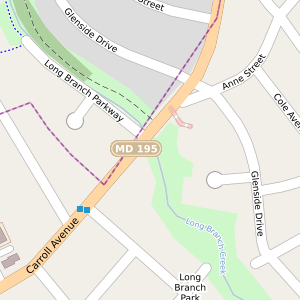 Street
Glenside Drive
Long Branch Parkway
Anne Street
Cole Ave
MD 195
Glenside Drive
Long Branch Creek
Carroll Avenue
Long
Branch
Park